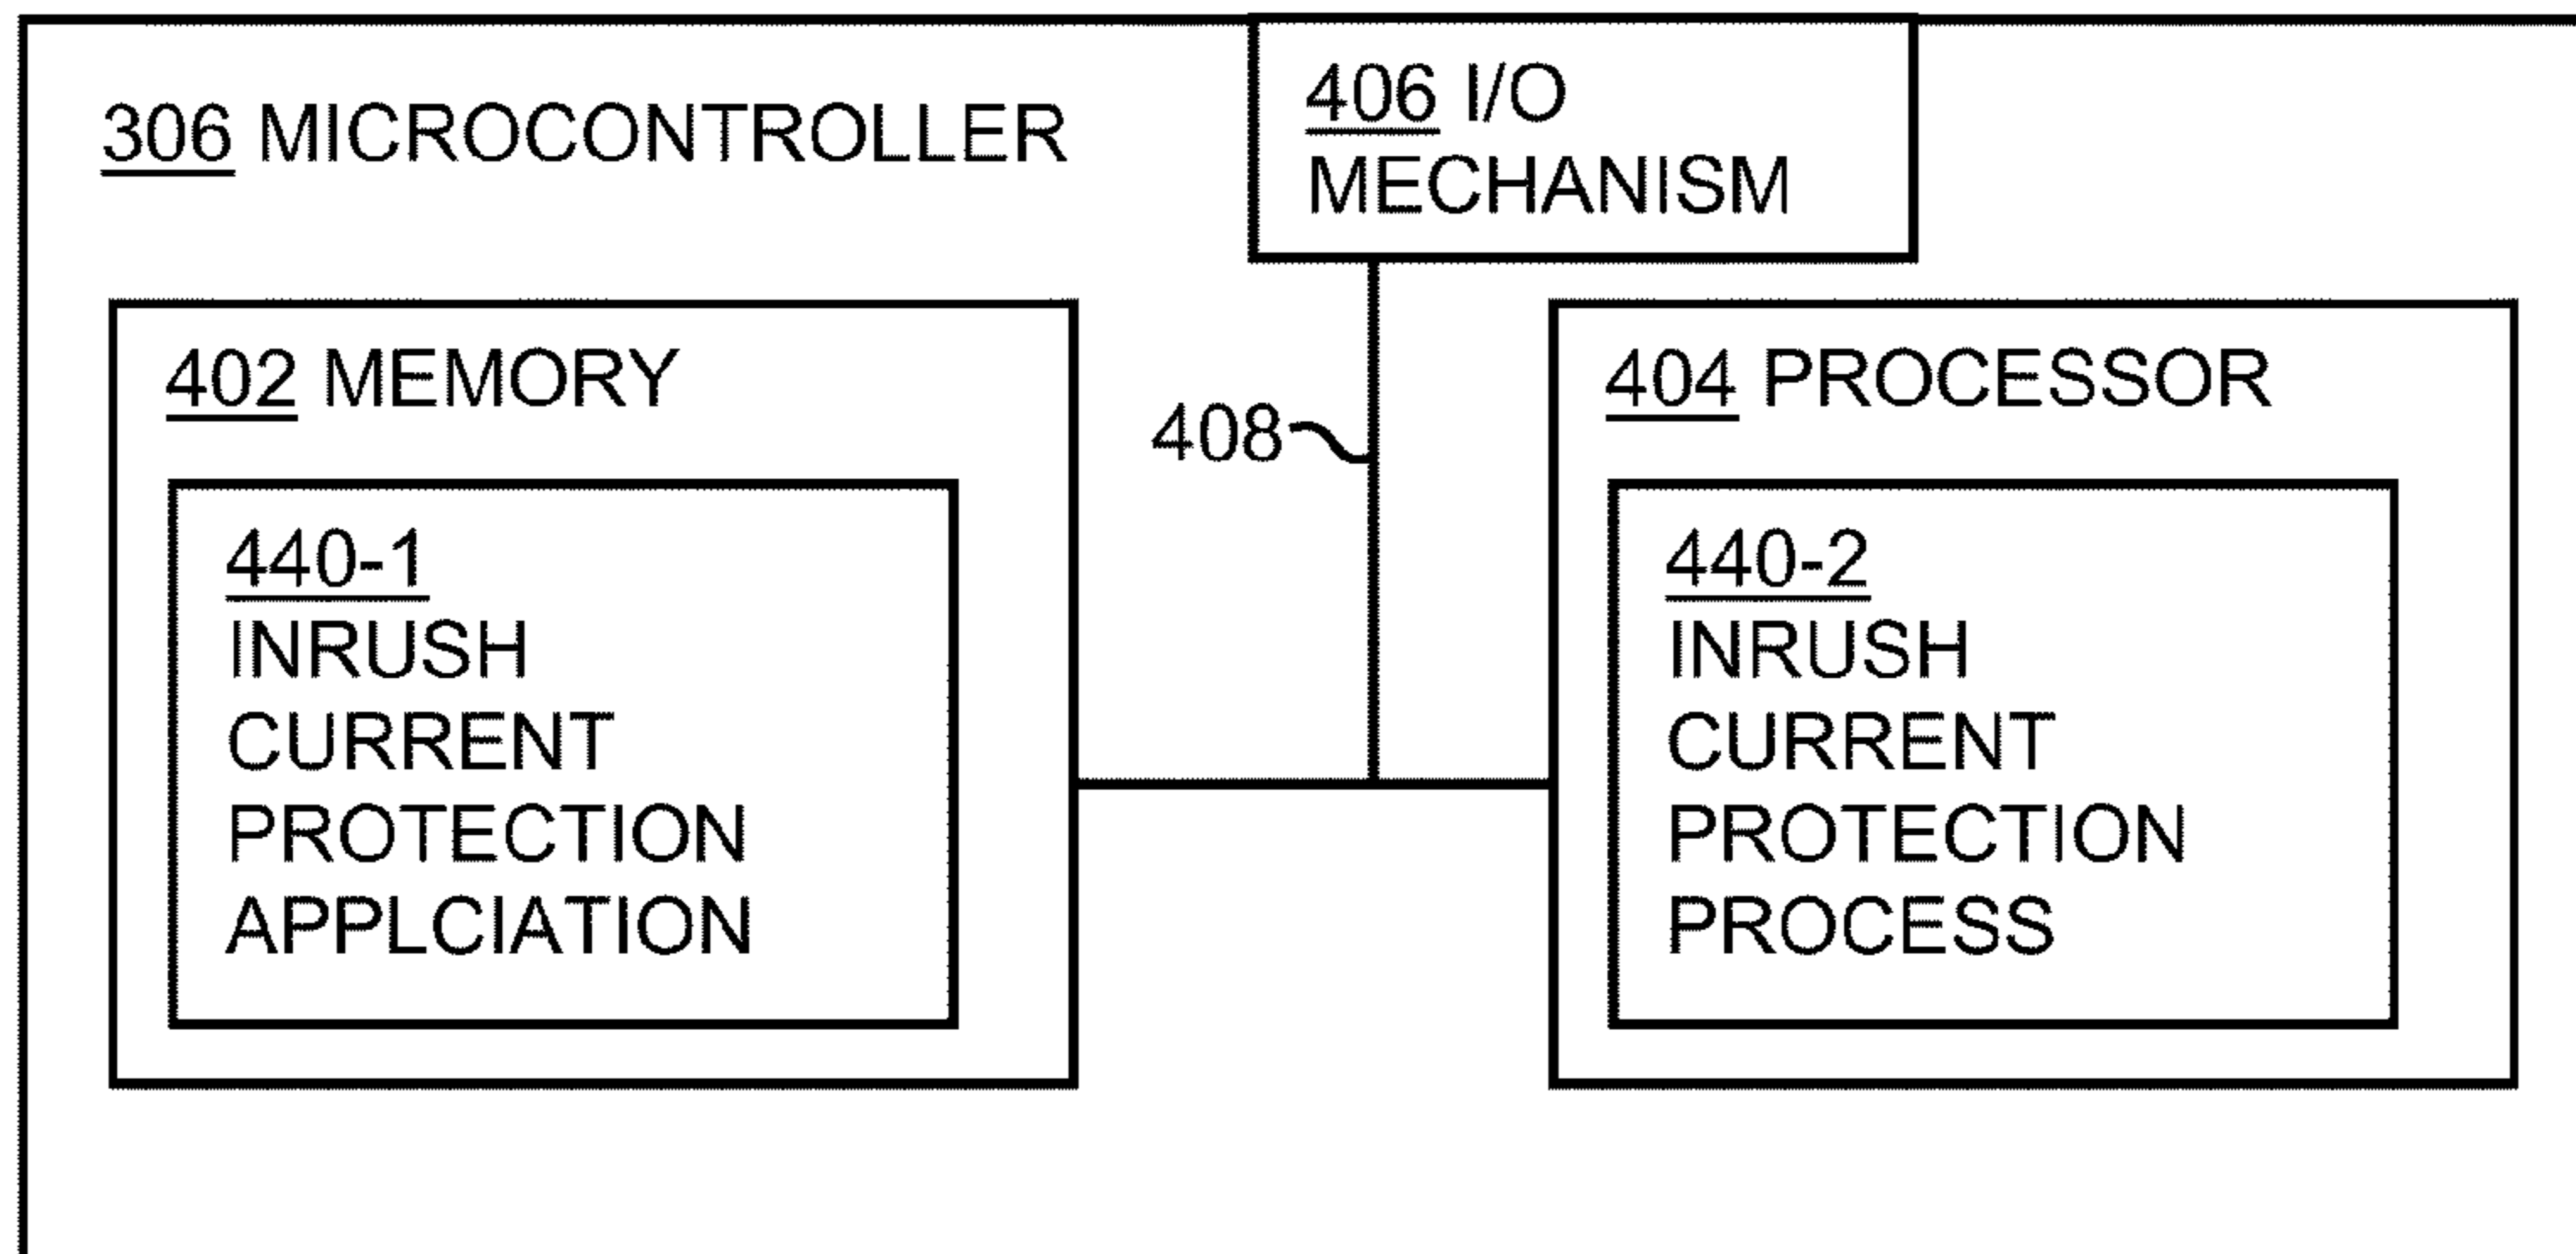 306 MICROCONTROLLER
406 I/O
MECHANISM
402 MEMORY
408
404 PROCESSOR
440-1
INRUSH
CURRENT
PROTECTION
APPLCIATION
440-2
INRUSH
CURRENT
PROTECTION
PROCESS